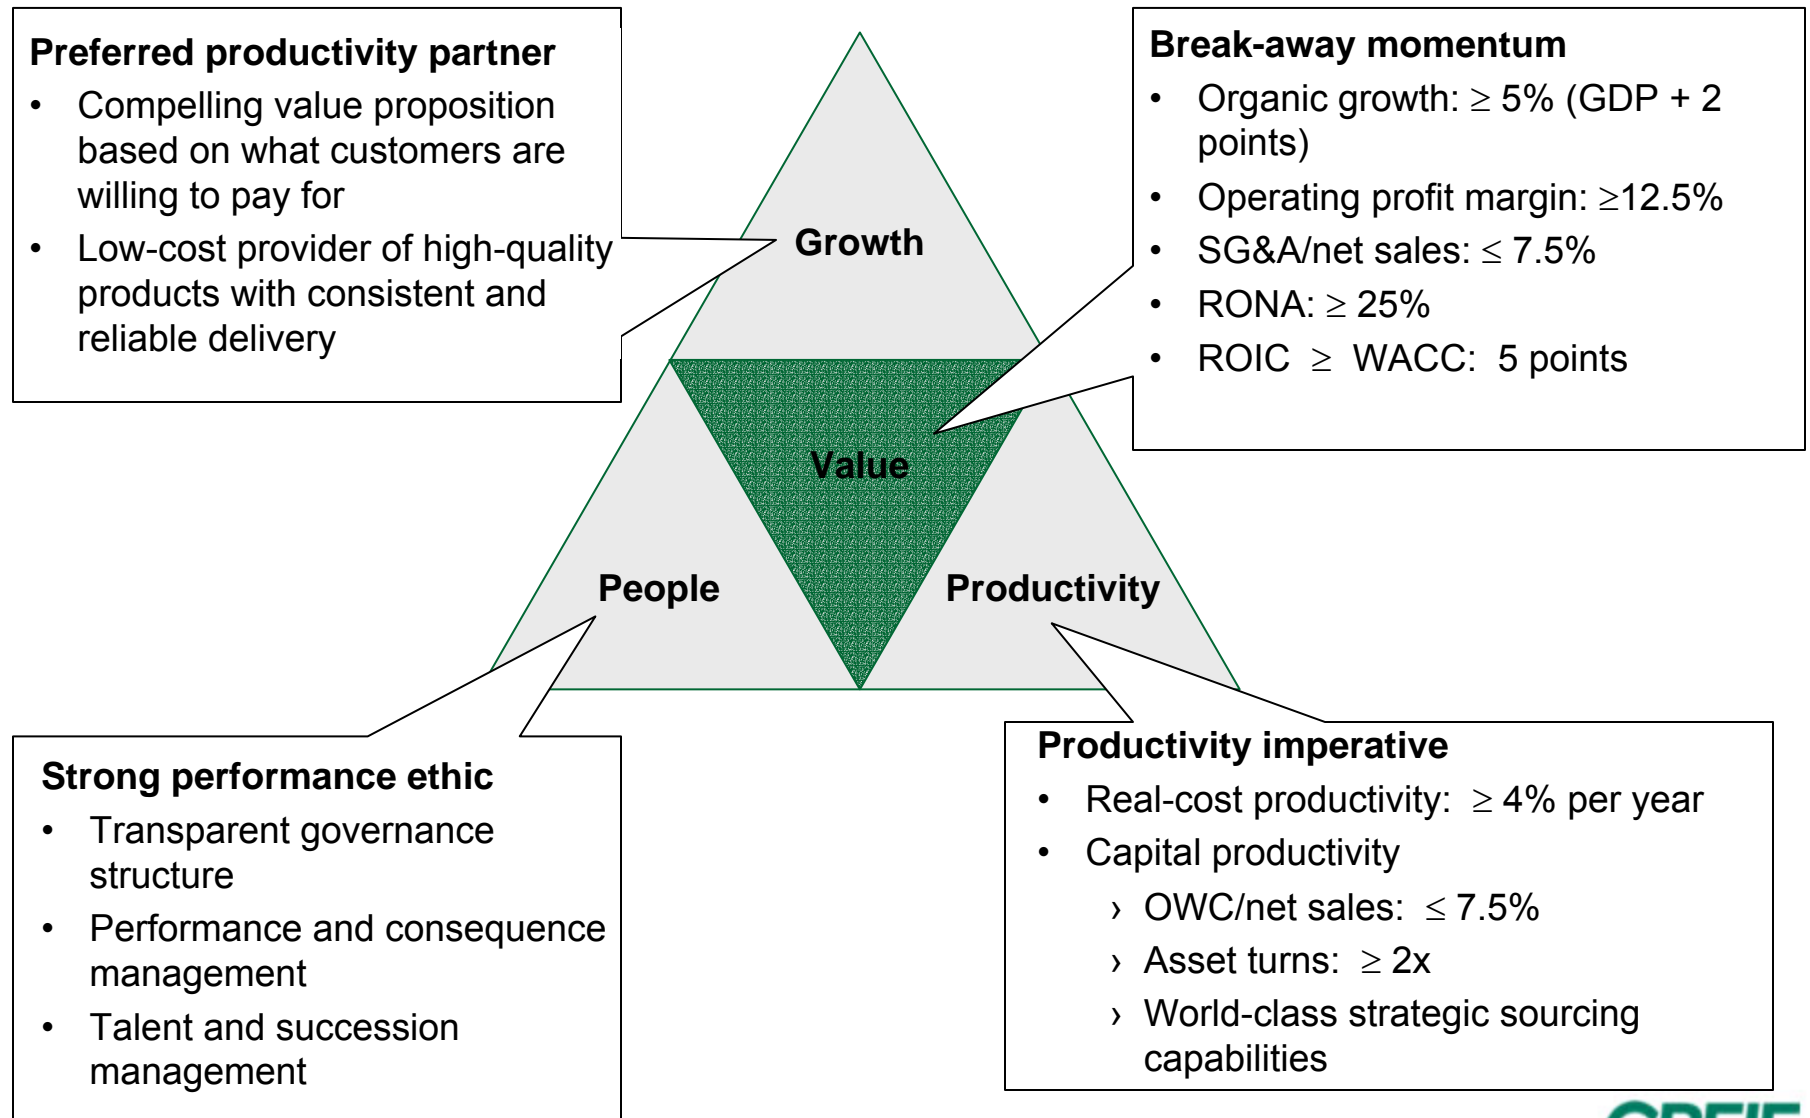 Preferred productivity partner
• Compelling value proposition
based on what customers are
willing to pay for
• Low-cost provider of high-quality
products with consistent and
reliable delivery
Break-away momentum
• Organic growth: ≥ 5% (GDP + 2
points)
• Operating profit margin: ≥12.5%
• SG&A/net sales: ≤ 7.5%
• RONA: ≥ 25%
• ROIC ≥ WACC: 5 points
Growth
Value
People
Productivity
Strong performance ethic
• Transparent governance
structure
• Performance and consequence
management
• Talent and succession
management
Productivity imperative
• Real-cost productivity: ≥ 4% per year
• Capital productivity
› OWC/net sales: ≤ 7.5%
› Asset turns: ≥ 2x
› World-class strategic sourcing
capabilities